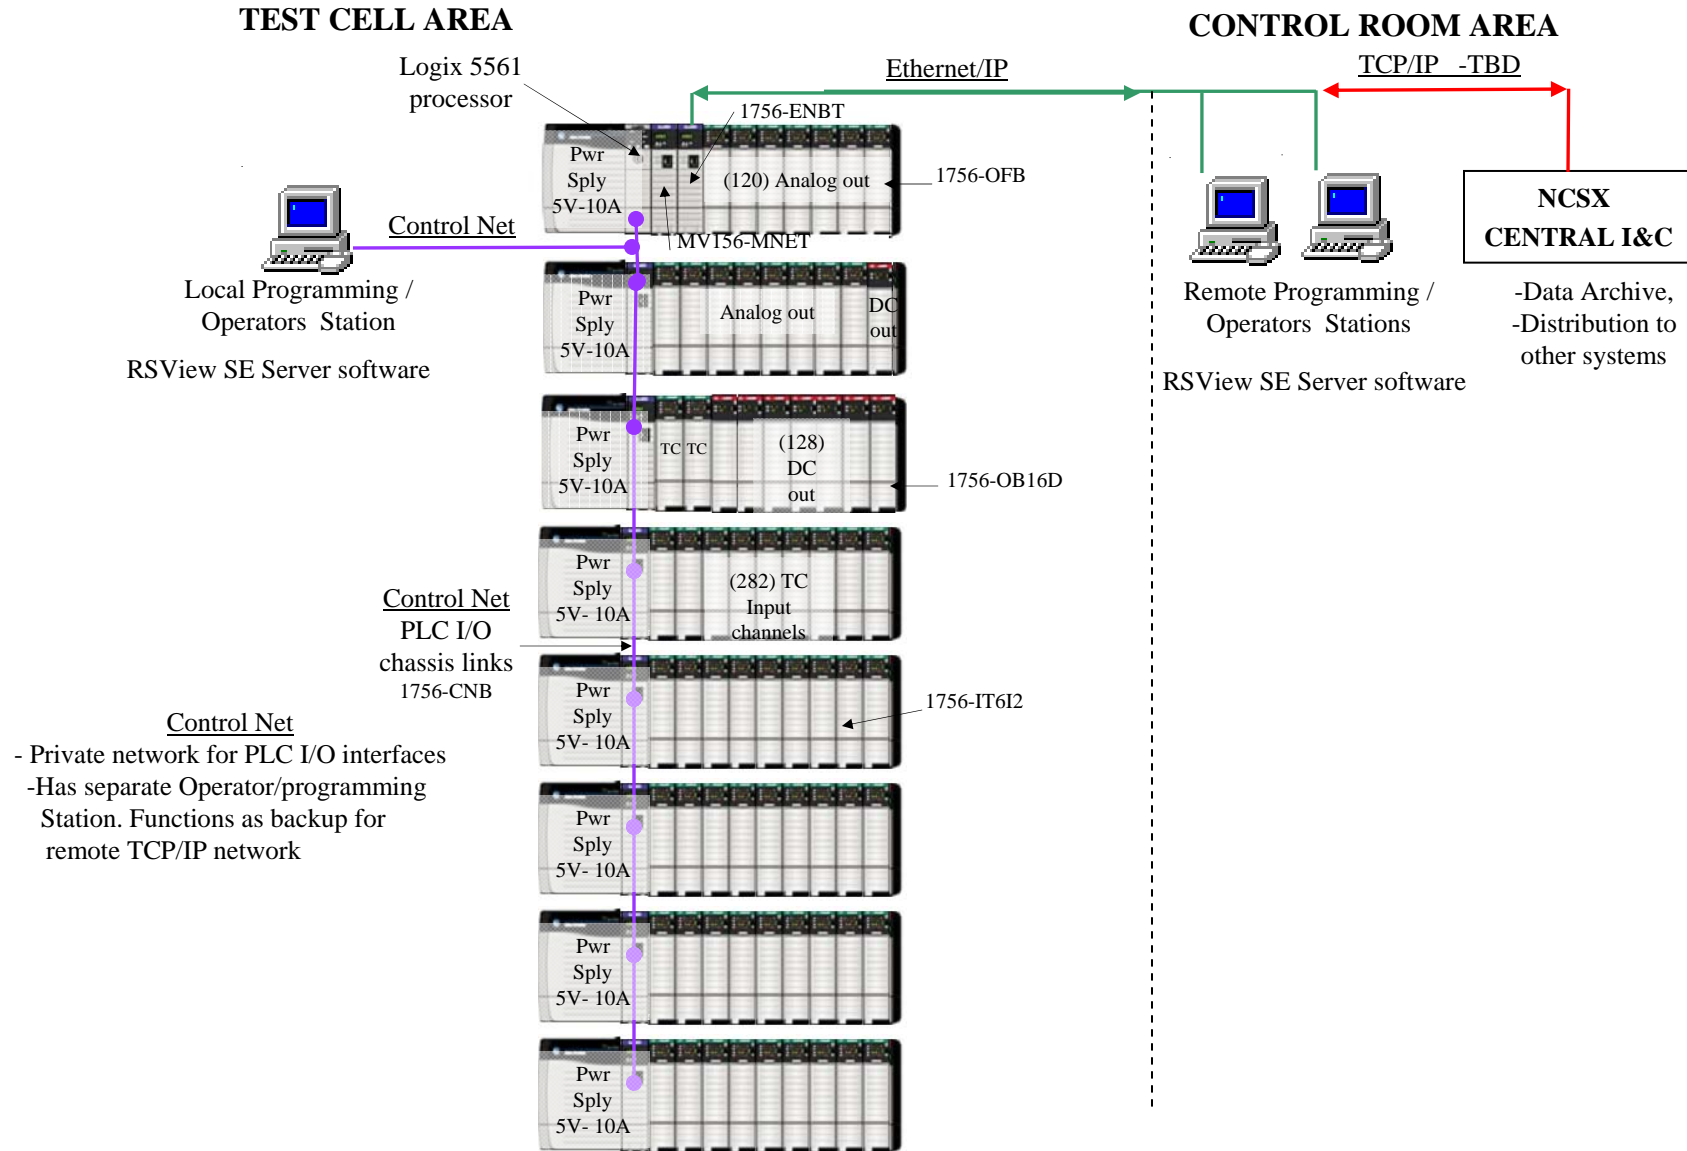 TEST CELL AREA
CONTROL ROOM AREA
Logix 5561
processor
Ethernet/IP
TCP/IP -TBD
1756-ENBT
Pwr
Sply
5V-10A
(120) Analog out
1756-OFB
MVI56-MNET
Control Net
Local Programming /
Operators Station
RSView SE Server software
NCSX
CENTRAL I&C
Remote Programming /
Operators Stations
RSView SE Server software
-Data Archive,
-Distribution to
other systems
Pwr
Sply
5V-10A
Analog out
DC
out
Pwr
Sply
5V-10A
TC
TC
(128)
DC
out
1756-OB16D
Pwr
Sply
5V- 10A
(282) TC
Input
channels
Control Net
PLC I/O
chassis links
1756-CNB
Pwr
Sply
5V- 10A
1756-IT6I2
Control Net
- Private network for PLC I/O interfaces
-Has separate Operator/programming
Station. Functions as backup for
remote TCP/IP network
Pwr
Sply
5V- 10A
Pwr
Sply
5V- 10A
Pwr
Sply
5V- 10A